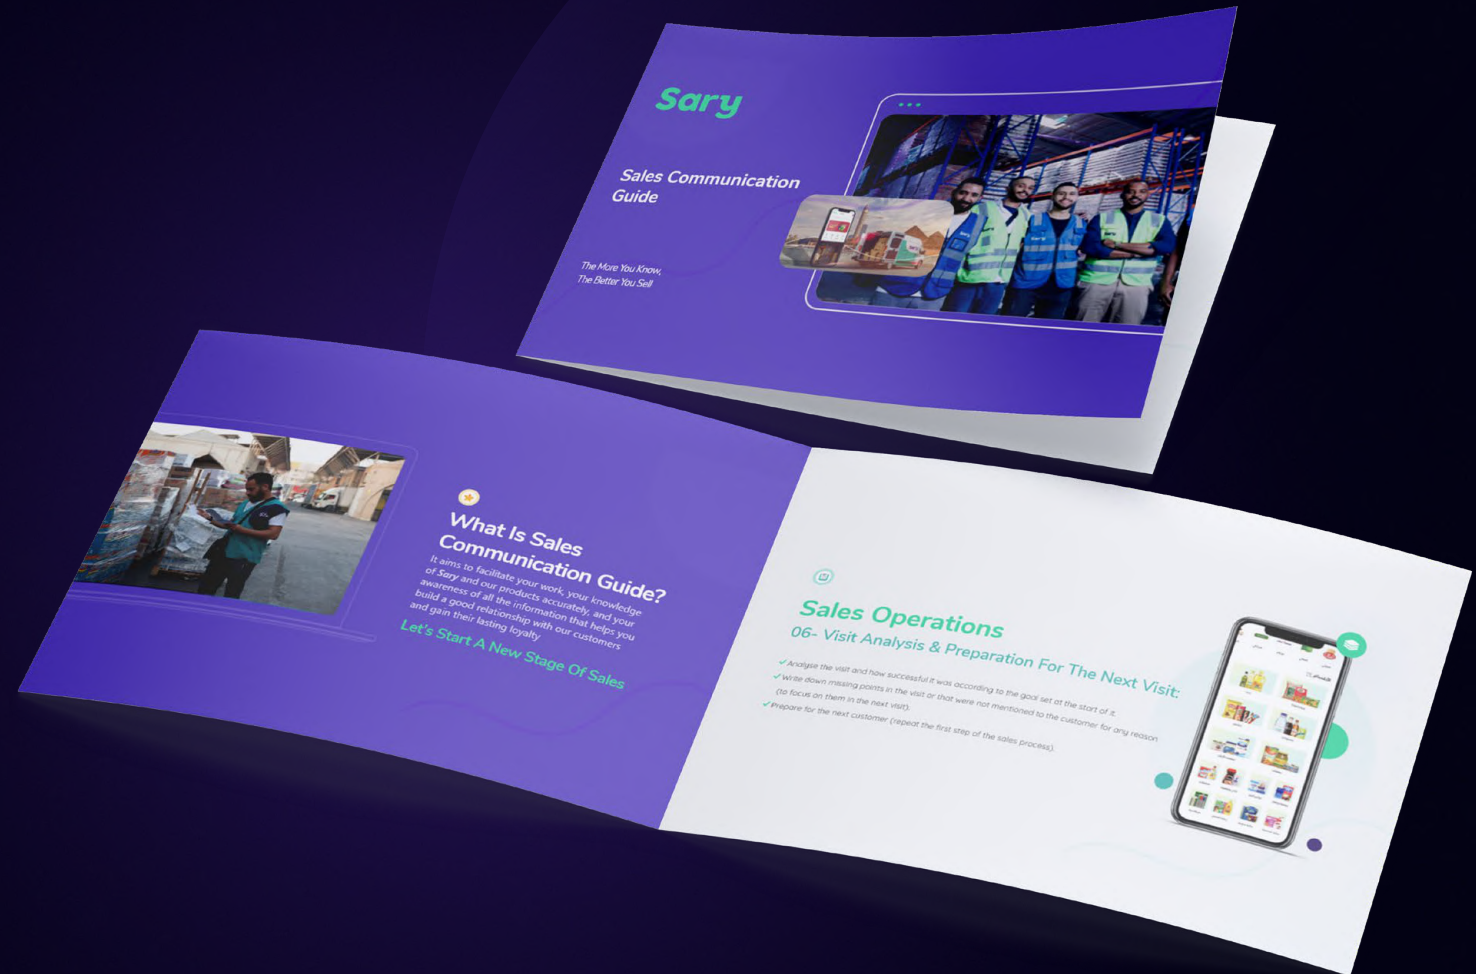 Sary
Sales Communication
Guide
The More You Know,
The Better You Sell
What Is Sales
Communication Guide?
It aims to facilitate your work, your knowledge
of Sary and our products accurately, and your
awareness of all the information that helps you
build a good relationship with our customers
and gain their lasting loyalty
Let's Start A New Stage Of Sales
Sales Operations
06- Visit Analysis & Preparation For The Next Visit:
Analyse the visit and how successful it was according to the goal set at the start of it.
Write down missing points in the visit or that were not mentioned to the customer for any reason
(to focus on them in the next visit).
Prepare for the next customer (repeat the first step of the sales process).